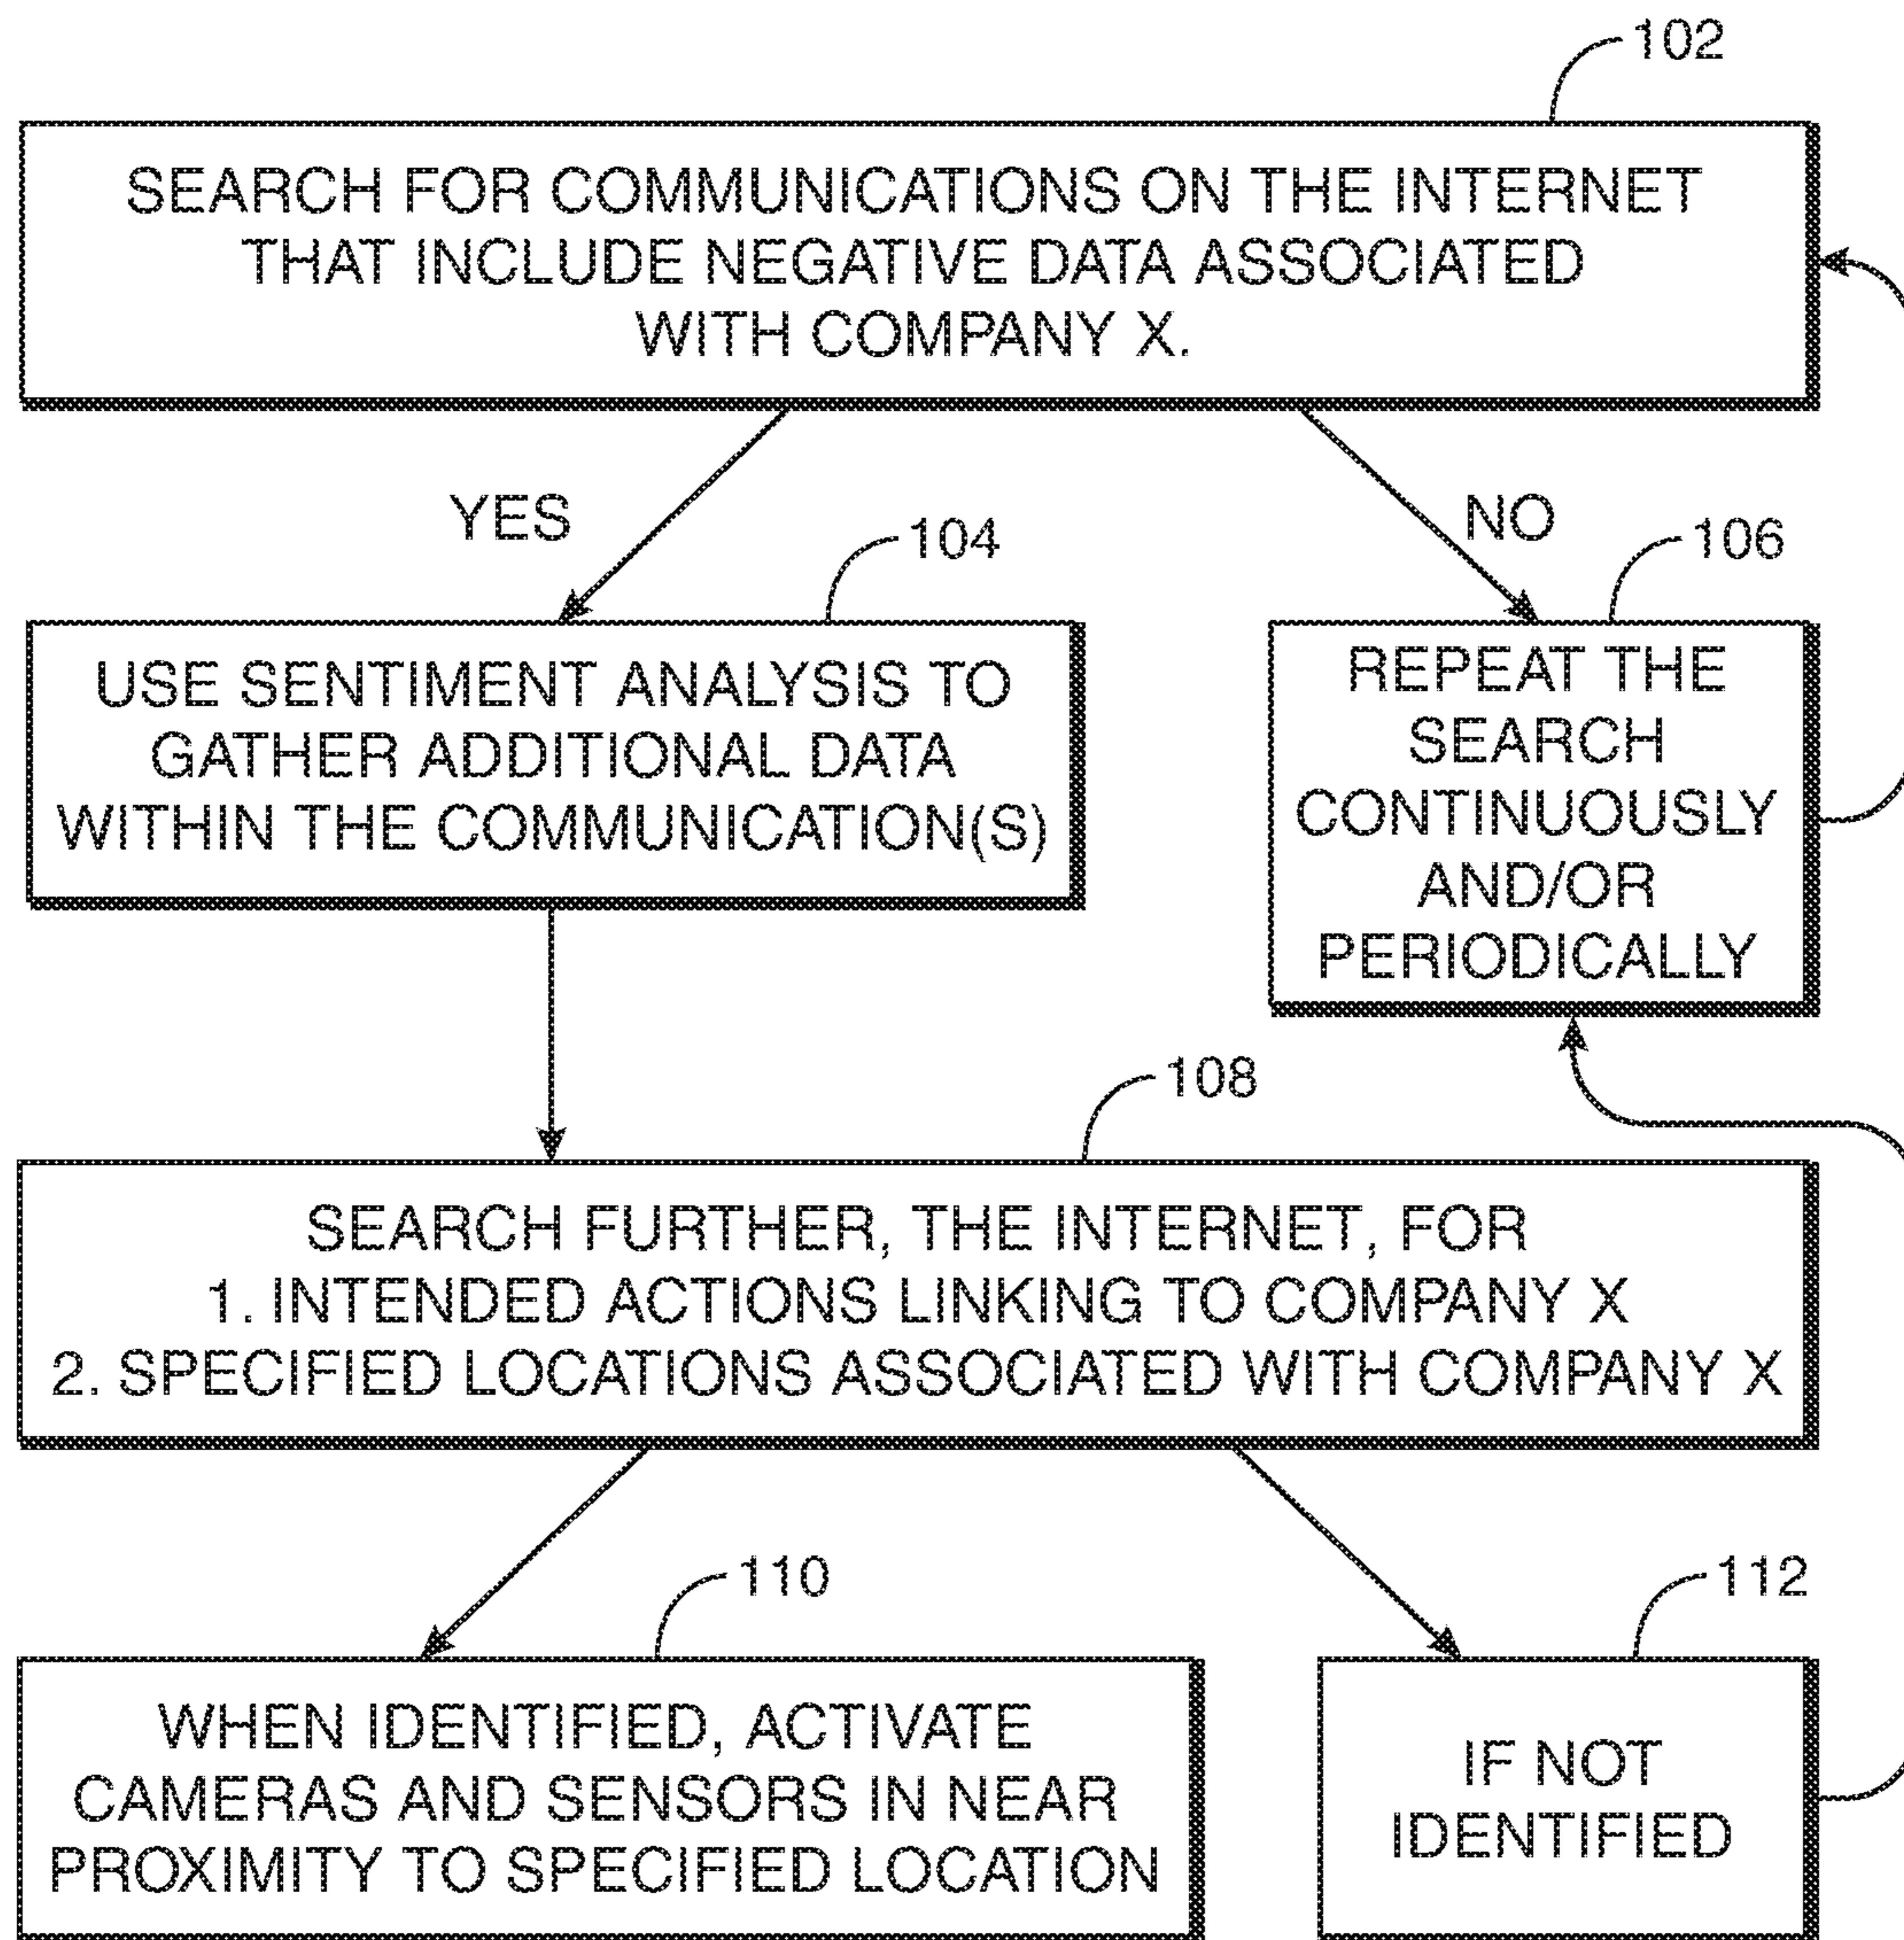 102
SEARCH FOR COMMUNICATIONS ON THE INTERNET
THAT INCLUDE NEGATIVE DATA ASSOCIATED
WITH COMPANY X.
YES
NO
104
106
USE SENTIMENT ANALYSIS TO
GATHER ADDITIONAL DATA
WITHIN THE COMMUNICATION(S)
REPEAT THE
SEARCH
CONTINUOUSLY
AND/OR
PERIODICALLY
108
SEARCH FURTHER, THE INTERNET, FOR
1. INTENDED ACTIONS LINKING TO COMPANY X
2. SPECIFIED LOCATIONS ASSOCIATED WITH COMPANY X
110
112
WHEN IDENTIFIED, ACTIVATE
CAMERAS AND SENSORS IN NEAR
PROXIMITY TO SPECIFIED LOCATION
IF NOT
IDENTIFIED